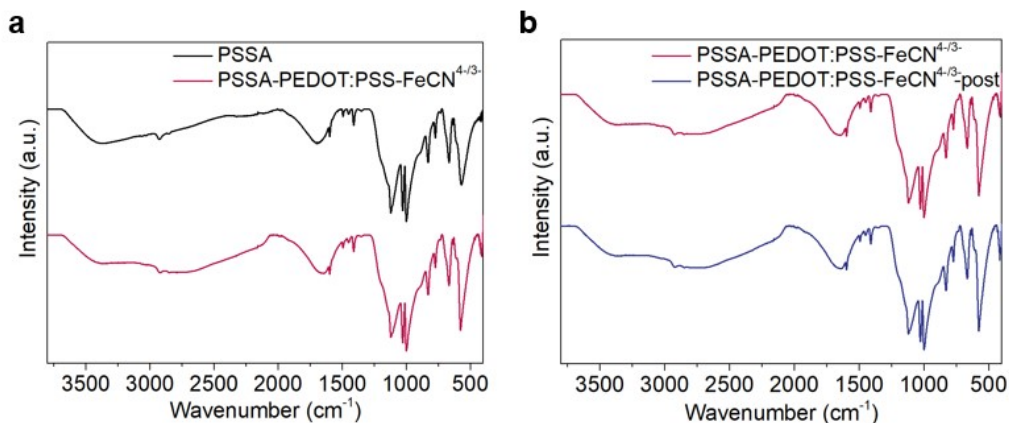 a
PSSA
PSSA-PEDOT:PSS-FeCN4-/3-
Intensity (a.u.)
3500 3000 2500 2000 1500 1000 500
Wavenumber (cm-1)
b
PSSA-PEDOT:PSS-FeCN4-/3-
PSSA-PEDOT:PSS-FeCN4-/3--post
Intensity (a.u.)
3500 3000 2500 2000 1500 1000 500
Wavenumber (cm-1)